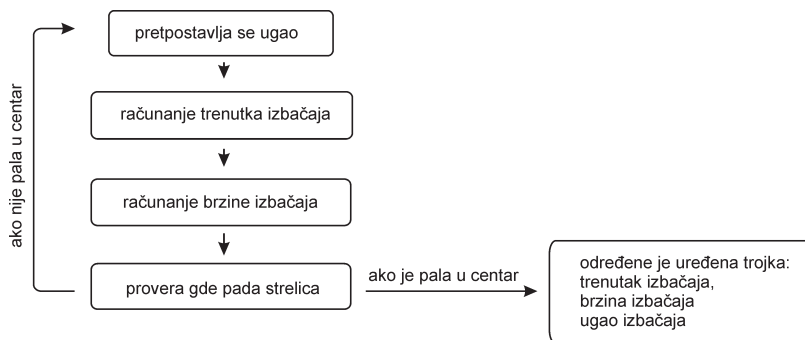 pretpostavlja se ugao
računanje trenutka izbačaja
računanje brzine izbačaja
provera gde pada strelica
ako nije pala u centar
ako je pala u centar
određene je uređena trojka:
trenutak izbačaja,
brzina izbačaja
ugao izbačaja